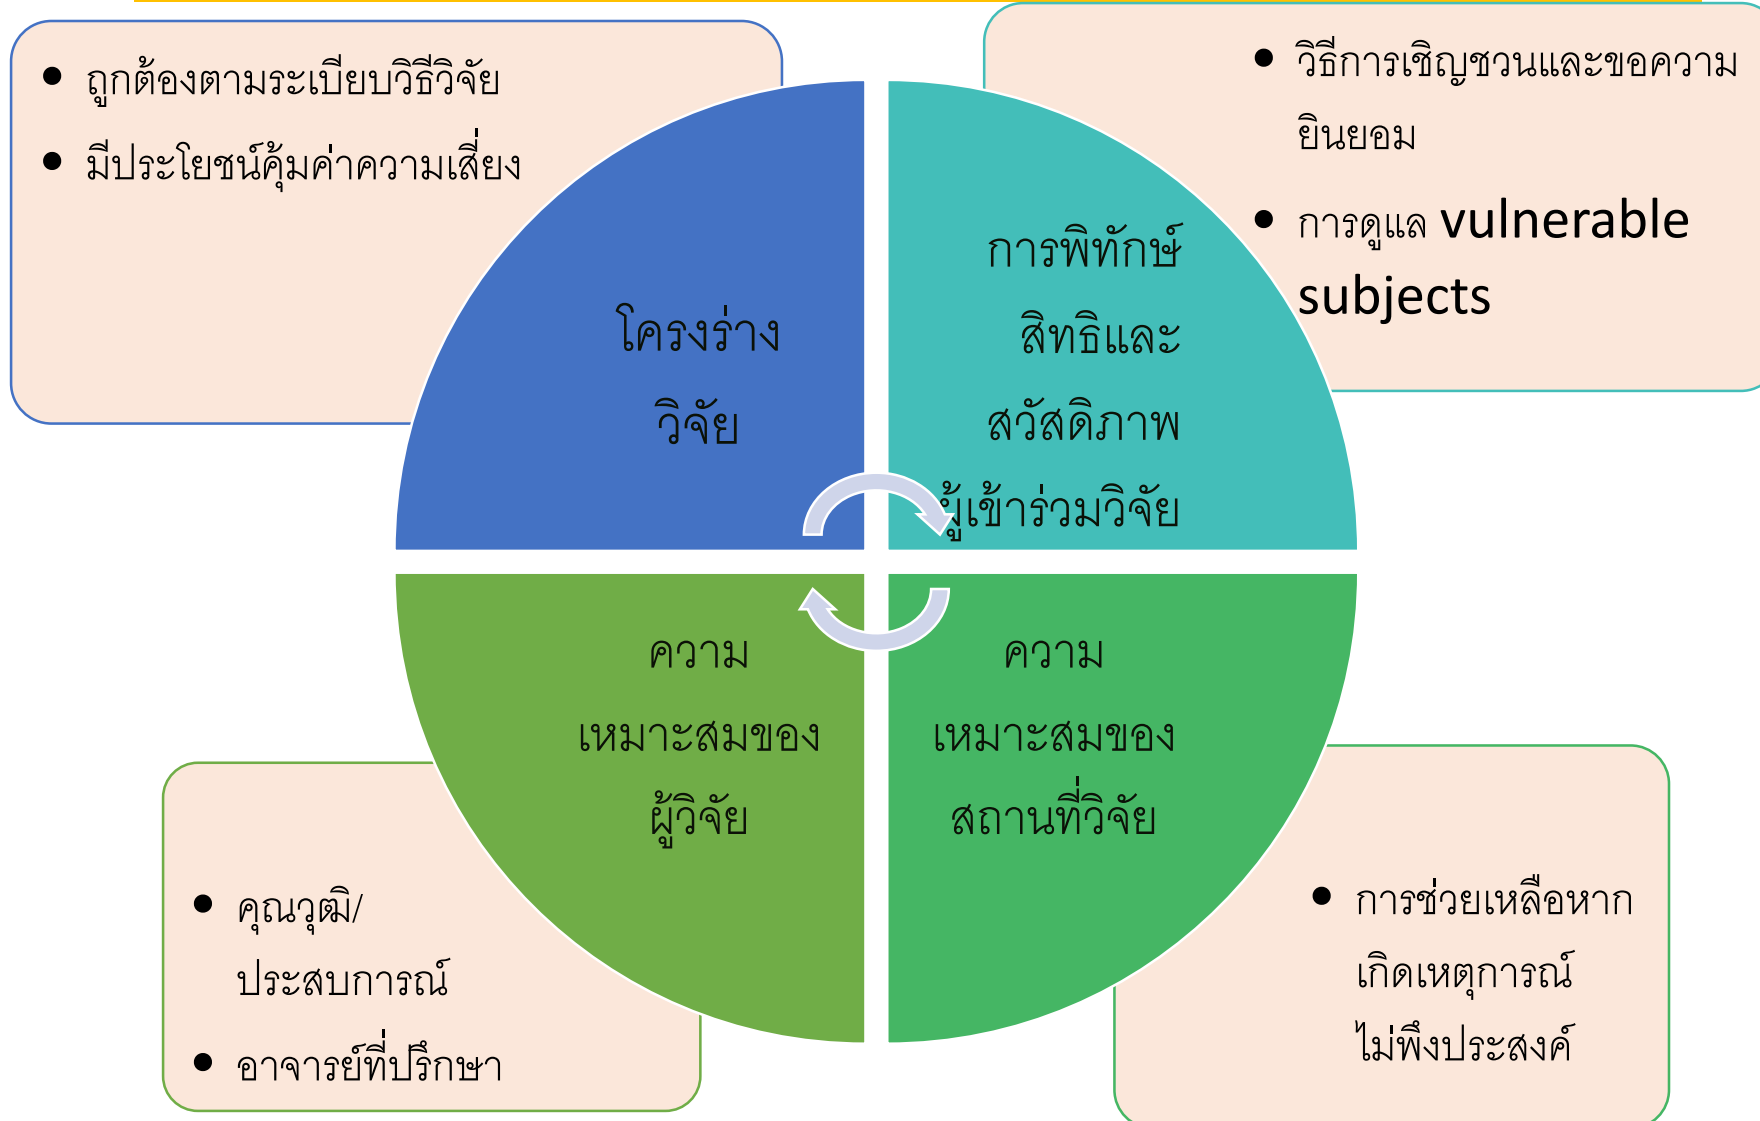 ● ถูกต้องตามระเบียบวิธีวิจัย
● มีประโยชน์คุ้มค่าความเสี่ยง
● วิธีการเชิญชวนและขอความ
ยินยอม
● การดูแล vulnerable
subjects
โครงร่าง
วิจัย
การพิทักษ์
สิทธิและ
สวัสดิภาพ
ผู้เข้าร่วมวิจัย
ความ
เหมาะสมของ
ผู้วิจัย
ความ
เหมาะสมของ
สถานที่วิจัย
● คุณวุฒิ/
ประสบการณ์
● อาจารย์ที่ปรึกษา
● การช่วยเหลือหาก
เกิดเหตุการณ์
ไม่พึงประสงค์